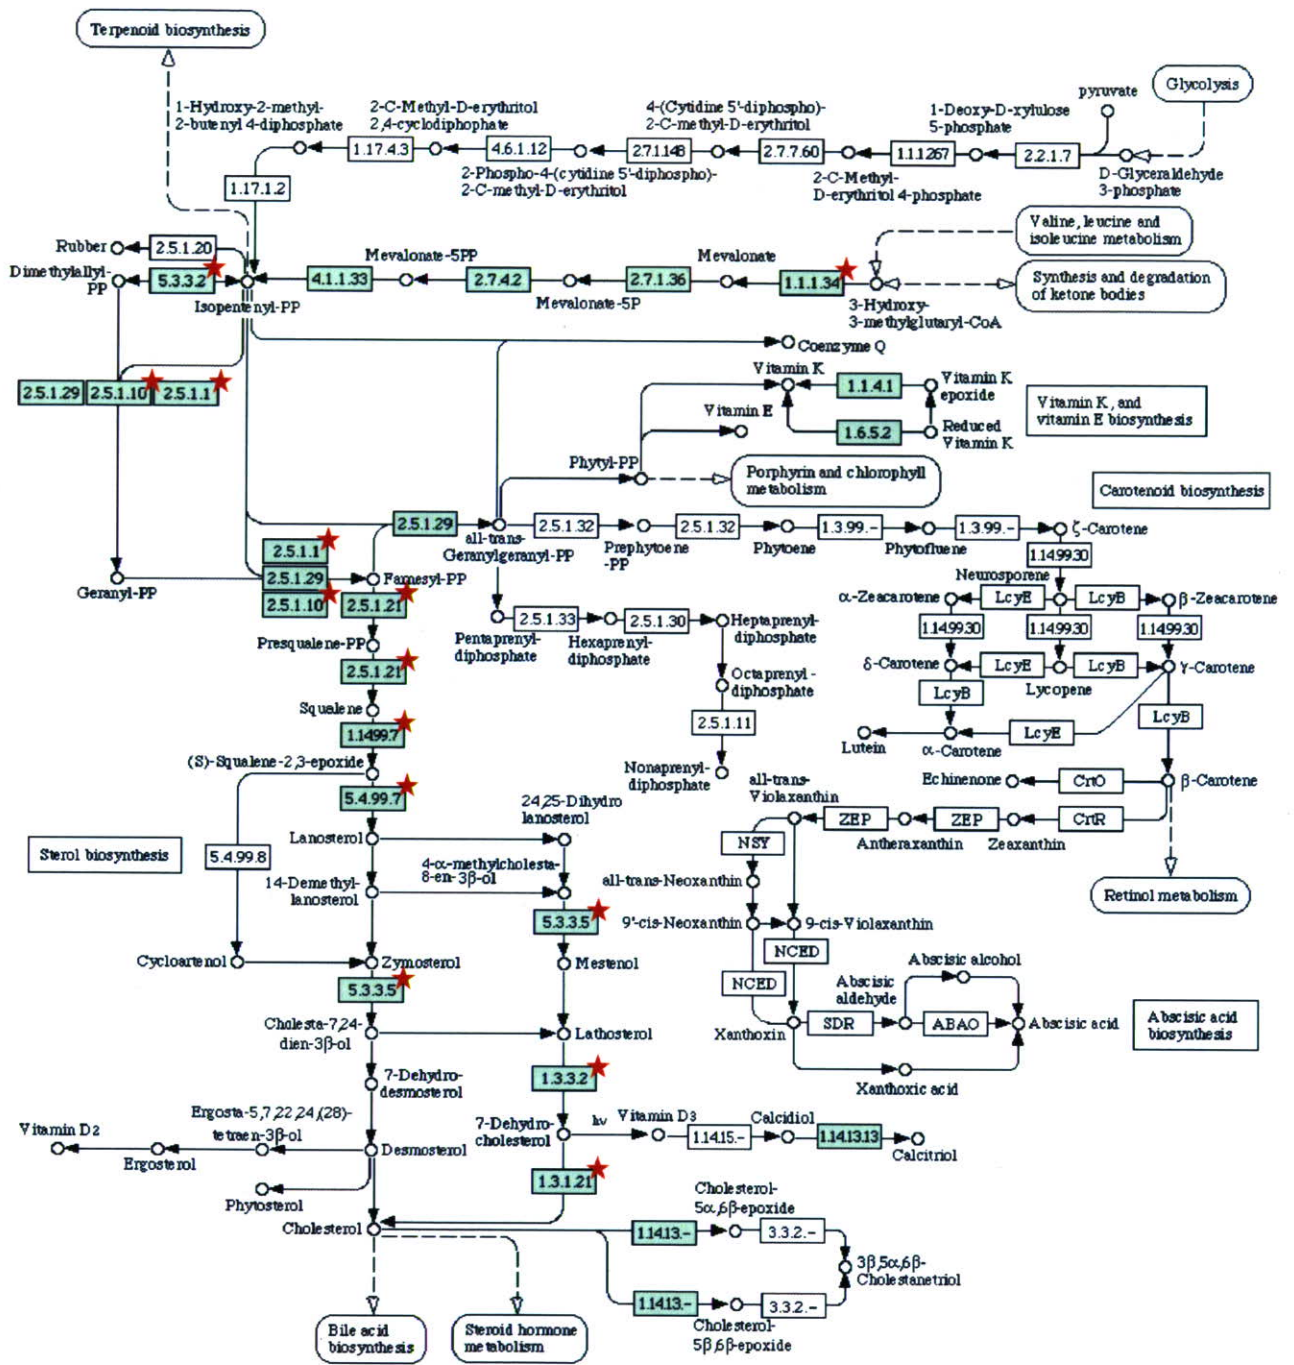 Terpenoid biosynthesis
1-Hydroxy-2-methyl-
2-butenyl 4-diphosphate
2-C-Methyl-D-erythritol
2,4-cyclodiphophate
4-(Cytidine 5'-diphospho)-
2-C-methyl-D-erythritol
1-Deoxy-D-xylulose
5-phosphate
pyruvate
Glycolysis
1.17.4.3
4.6.1.12
2.7.1.148
2.7.7.60
1.1.1267
2.2.1.7
1.17.1.2
2-Phospho-4-(cytidine 5'-diphospho)-
2-C-methyl-D-erythritol
2-C-Methyl-
D-erythritol 4-phosphate
D-Glyceraldehyde
3-phosphate
Rubber
2.5.1.20
Valine, leucine and
isoleucine metabolism
Dimethylallyl-
PP
5.3.3.2
Isopentenyl-PP
4.1.1.33
Mevalonate-5PP
2.7.4.2
Mevalonate-5P
2.7.1.36
Mevalonate
1.1.1.34
3-Hydroxy-
3-methylglutaryl-CoA
Synthesis and degradation
of ketone bodies
Coenzyme Q
2.5.1.29
2.5.1.10
2.5.1.1
Vitamin K
1.1.4.1
Vitamin K
epoxide
Vitamin E
1.6.5.2
Reduced
Vitamin K
Vitamin K, and
vitamin E biosynthesis
Phytyl-PP
Porphyrin and chlorophyll
metabolism
Carotenoid biosynthesis
2.5.1.29
all-trans-
Geranylgeranyl-PP
2.5.1.32
Prephytoene
-PP
2.5.1.32
Phytoene
1.3.99.-
Phytofluene
1.3.99.-
ζ-Carotene
1.14.99.30
Neurosporene
2.5.1.1
2.5.1.29
2.5.1.10
Geranyl-PP
Farnesyl-PP
2.5.1.21
α-Zeacarotene
LcyE
LcyB
β-Zeacarotene
Pentaprenyl-
diphosphate
2.5.1.33
Hexaprenyl-
diphosphate
2.5.1.30
Heptaprenyl-
diphosphate
1.14.99.30
1.14.99.30
1.14.99.30
Presqualene-PP
2.5.1.21
δ-Carotene
LcyE
Lycopene
LcyB
γ-Carotene
Octaprenyl-
diphosphate
LcyB
Squalene
1.1499.7
2.5.1.11
Lutein
α-Carotene
LcyE
LcyB
(S)-Squalene-2,3-epoxide
Nonaprenyl-
diphosphate
all-trans-
Violaxanthin
Echinenone
CrtO
β-Carotene
5.4.99.7
24,25-Dihydro
lanosterol
ZEP
Antheraxanthin
ZEP
Zeaxanthin
CrtR
Lanosterol
NSY
Sterol biosynthesis
5.4.99.8
4-α-methylcholesta-
8-en-3β-ol
14-Demethyl-
lanosterol
all-trans-Neoxanthin
Retinol metabolism
5.3.3.5
9'-cis-Neoxanthin
9-cis-Violaxanthin
NCED
Cycloartenol
Zymosterol
Mestenol
Abscisic alcohol
5.3.3.5
NCED
Abscisic
aldehyde
Cholesta-7,24-
dien-3β-ol
Lathosterol
Xanthoxin
SDR
ABAO
Abscisic acid
Abscisic acid
biosynthesis
1.3.3.2
7-Dehydro-
desmosterol
Xanthoxic acid
Ergosta-5,7,22,24,(28)-
tetraen-3β-ol
7-Dehydro-
cholesterol
hν
Vitamin D3
1.14.15.-
Calcidiol
1.14.13.13
Calcitriol
Vitamin D2
Ergosterol
Desmosterol
1.3.1.21
Phytosterol
Cholesterol-
5α,6β-epoxide
Cholesterol
1.14.13.-
3.3.2.-
3β,5α,6β-
Cholestanetriol
1.14.13.-
3.3.2.-
Cholesterol-
5β,6β-epoxide
Bile acid
biosynthesis
Steroid hormone
metabolism